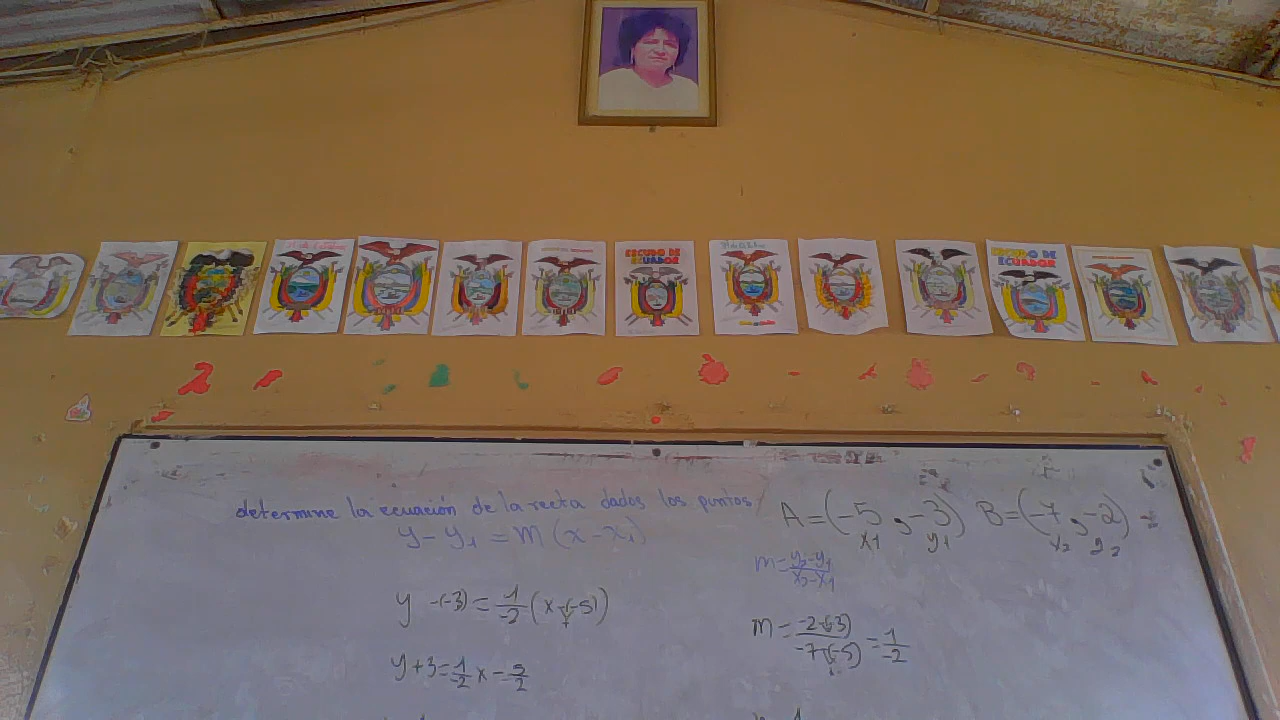 ESCUDO DE
ECUADOR
ESCUDO DE
ECUADOR
determine la ecuación de la recta dados los puntos A=(-5 , -3) B=(-7 , -2)
x₁ y₁ x₂ y₂
y - y₁ = m (x - x₁)
m = (y₂-y₁)/(x₂-x₁)
y -(-3) = 1/-2 (x -(-5))
m = (-2-(-3))/(-7-(-5)) = 1/-2
y + 3 = 1/-2 x - 5/2